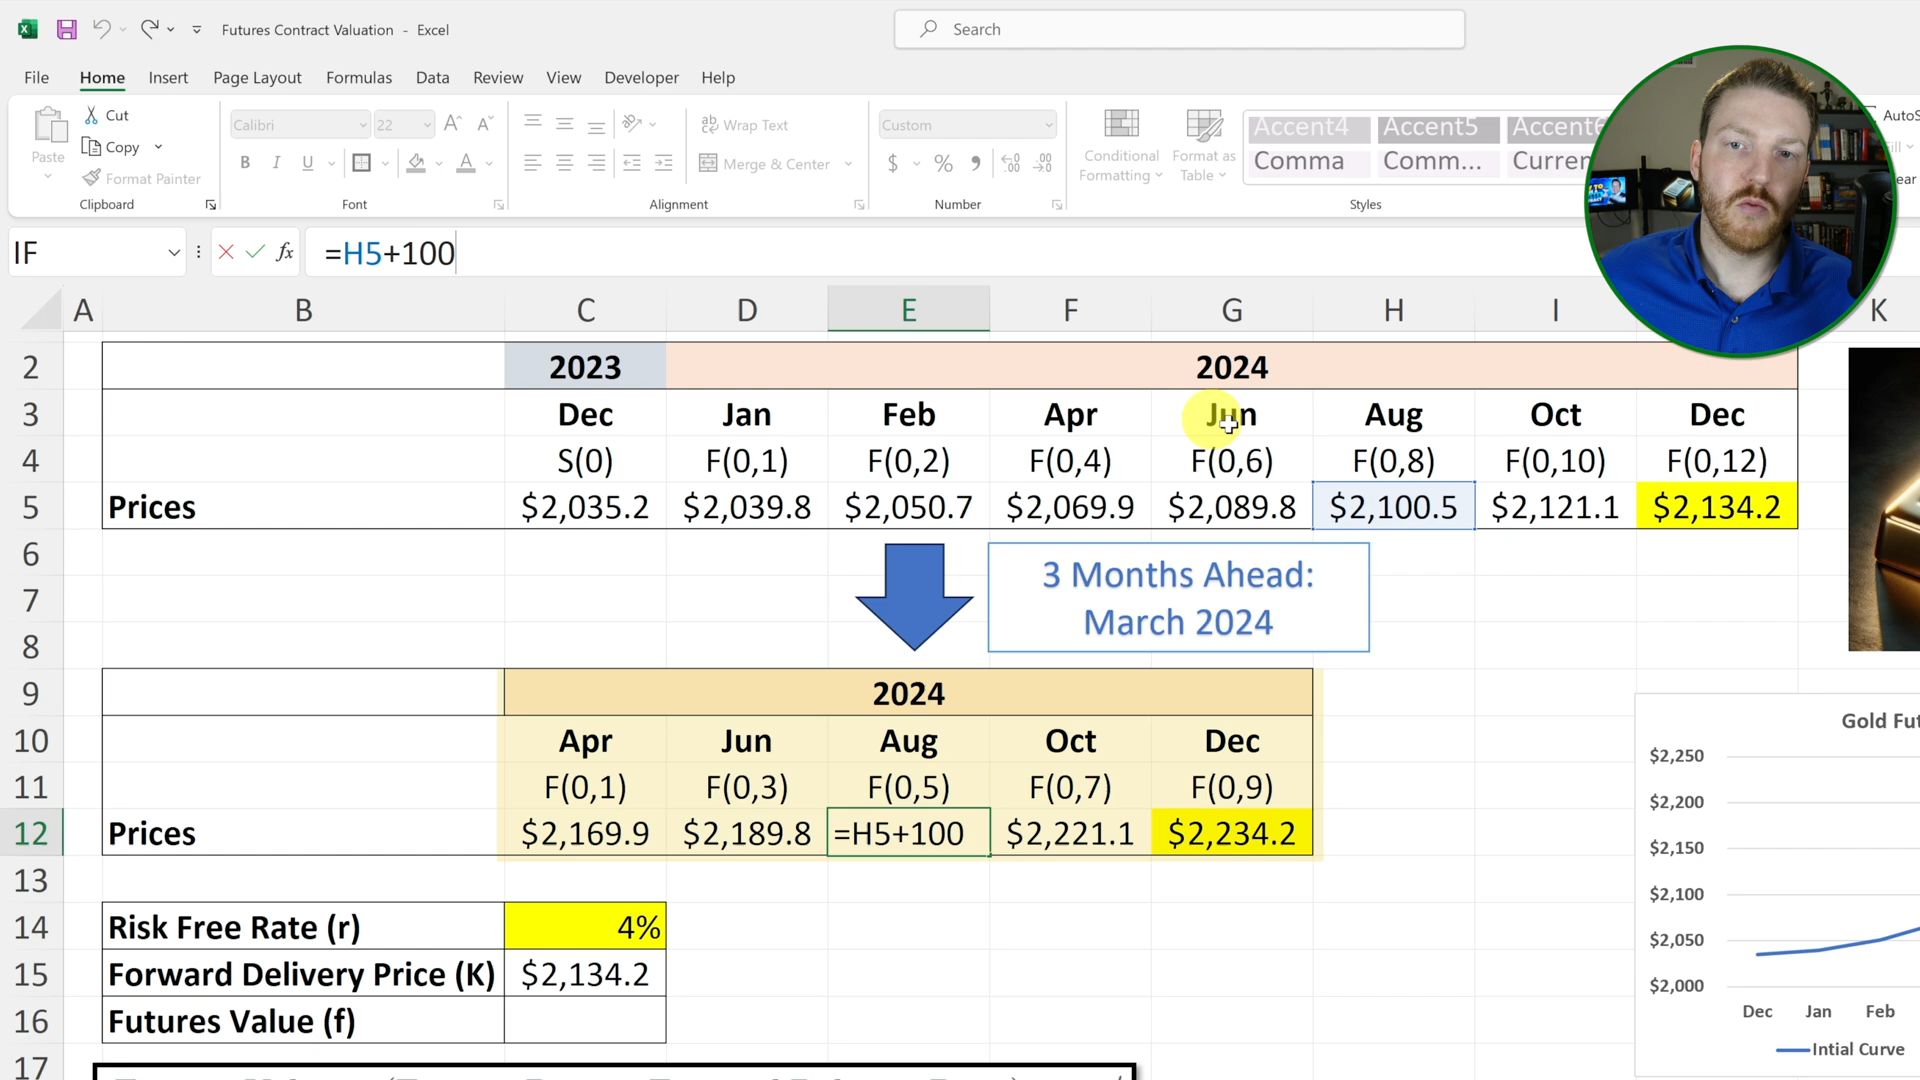 Futures Contract Valuation - Excel
Search
File Home Insert Page Layout Formulas Data Review View Developer Help
Paste
Cut
Copy
Format Painter
Clipboard
Calibri 22
B I U
Font
Wrap Text
Merge & Center
Alignment
Custom
$ % ,
Number
Conditional Formatting
Format as Table
Accent4 Accent5 Accent6
Comma Comm... Curren
Styles
AutoS
IF fx =H5+100
A B C D E F G H I K
2 2023 2024
3 Dec Jan Feb Apr Jun Aug Oct Dec
4 S(0) F(0,1) F(0,2) F(0,4) F(0,6) F(0,8) F(0,10) F(0,12)
5 Prices $2,035.2 $2,039.8 $2,050.7 $2,069.9 $2,089.8 $2,100.5 $2,121.1 $2,134.2
6
7
8
3 Months Ahead:
March 2024
9 2024
10 Apr Jun Aug Oct Dec
11 F(0,1) F(0,3) F(0,5) F(0,7) F(0,9)
12 Prices $2,169.9 $2,189.8 =H5+100 $2,221.1 $2,234.2
13
14 Risk Free Rate (r) 4%
15 Forward Delivery Price (K) $2,134.2
16 Futures Value (f)
17
Gold Fut
$2,250
$2,200
$2,150
$2,100
$2,050
$2,000
Dec Jan Feb
Intial Curve